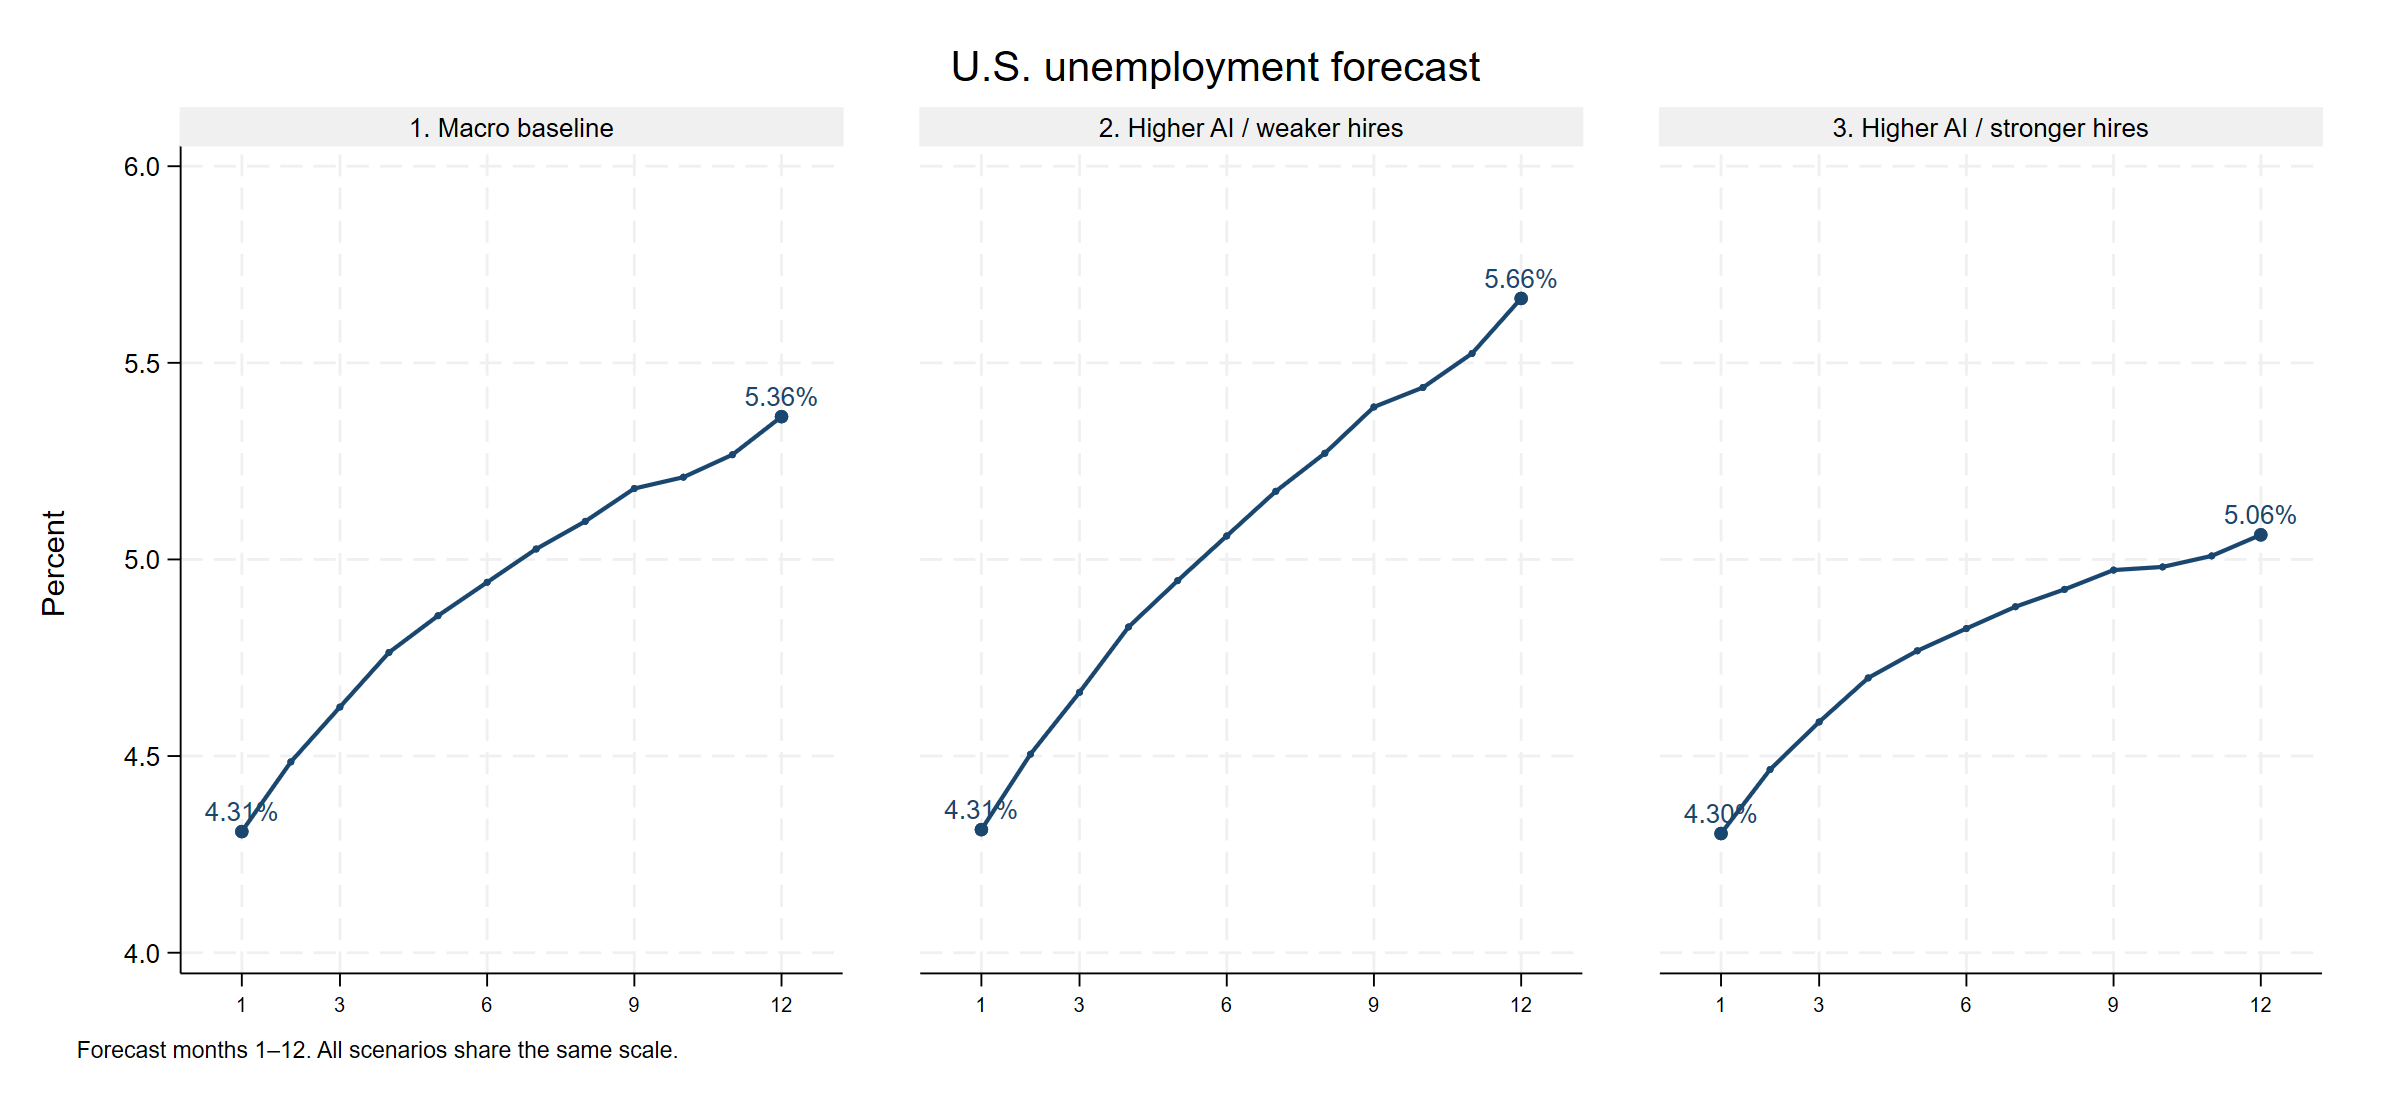 U.S. unemployment forecast
1. Macro baseline
2. Higher AI / weaker hires
3. Higher AI / stronger hires
Percent
6.0
5.5
5.0
4.5
4.0
4.31%
5.36%
1 3 6 9 12
4.31%
5.66%
1 3 6 9 12
4.30%
5.06%
1 3 6 9 12
Forecast months 1–12. All scenarios share the same scale.